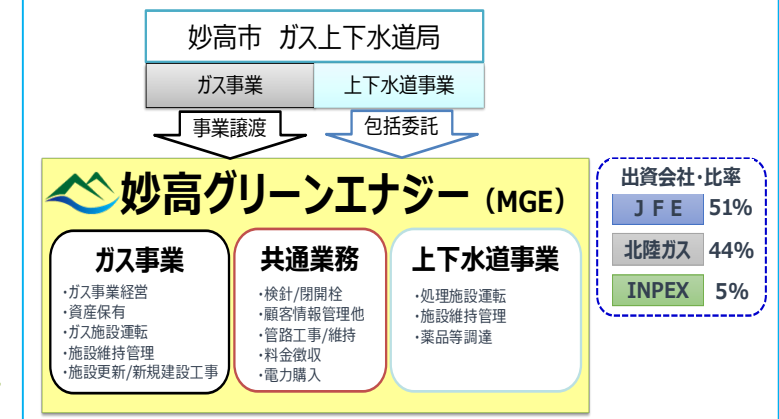 妙高市 ガス上下水道局
ガス事業
上下水道事業
事業譲渡
包括委託
妙高グリーンエナジー（MGE）
ガス事業
・ガス事業経営
・資産保有
・ガス施設運転
・施設維持管理
・施設更新/新規建設工事
共通業務
・検針/閉開栓
・顧客情報管理他
・管路工事/維持
・料金徴収
・電力購入
上下水道事業
・処理施設運転
・施設維持管理
・薬品等調達
出資会社・比率
ＪＦＥ 51%
北陸ガス 44%
INPEX 5%